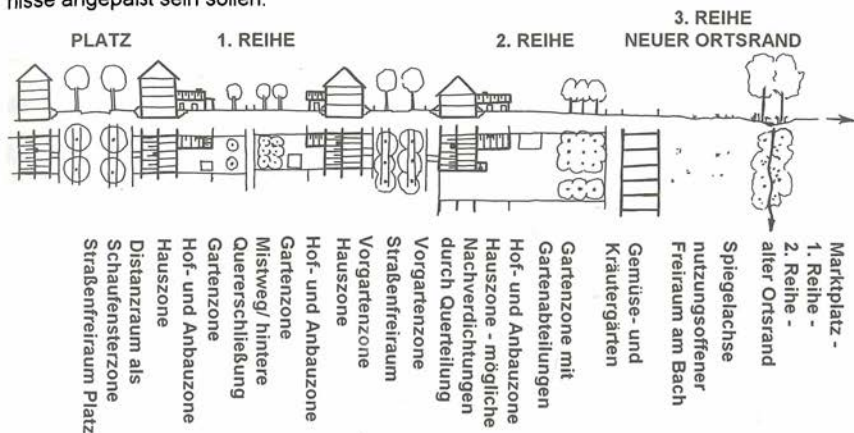 nisse angepaßt sein sollen.
PLATZ
1. REIHE
2. REIHE
3. REIHE
NEUER ORTSRAND
Straßenfreiraum Platz
Schaufensterzone
Distanzraum als
Hauszone
Hof- und Anbauzone
Gartenzone
Quererschließung
Mistweg/ hintere
Gartenzone
Hof- und Anbauzone
Hauszone
Vorgartenzone
Straßenfreiraum
Vorgartenzone
durch Querteilung
Nachverdichtungen
Hauszone - mögliche
Hof- und Anbauzone
Gartenabteilungen
Gartenzone mit
Kräutergärten
Gemüse- und
Freiraum am Bach
nutzungsoffener
Spiegelachse
alter Ortsrand
2. Reihe -
1. Reihe -
Marktplatz -